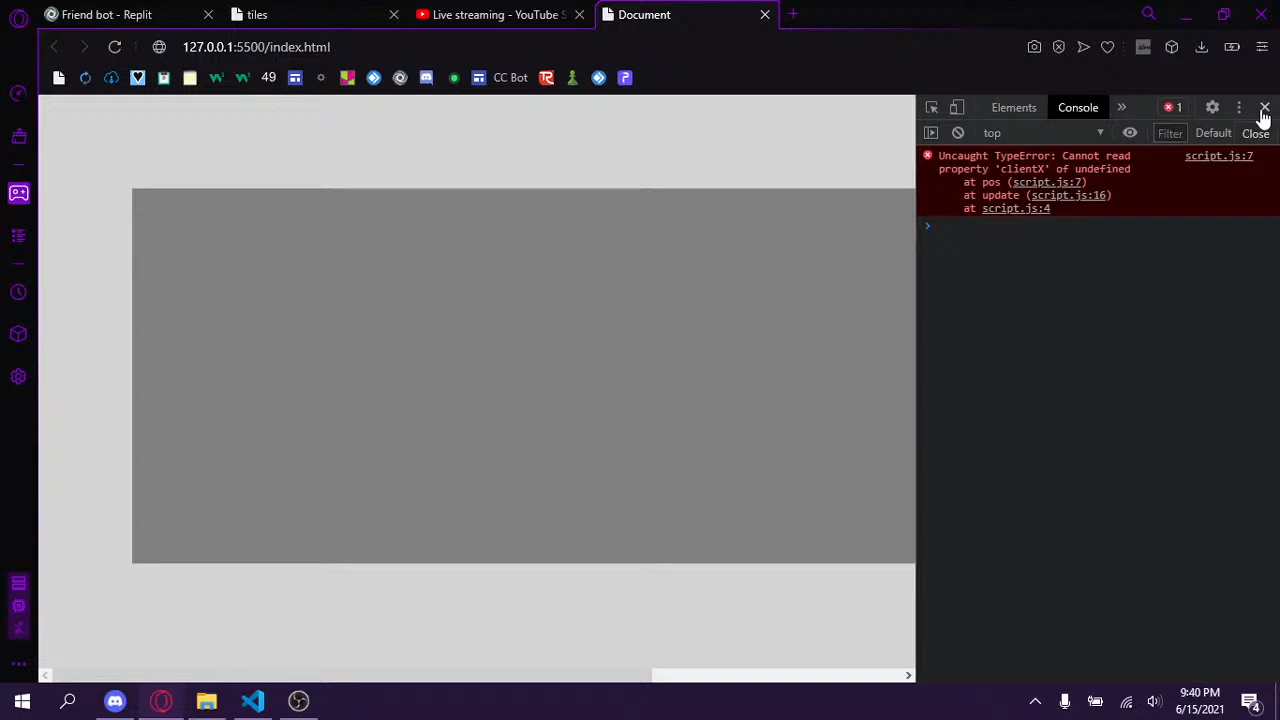 Friend bot - Replit
tiles
Live streaming - YouTube S
Document
127.0.0.1:5500/index.html
49
CC Bot
Elements
Console
1
top
Filter
Default
Close
Uncaught TypeError: Cannot read script.js:7
property 'clientX' of undefined
at pos (script.js:7)
at update (script.js:16)
at script.js:4
9:40 PM
6/15/2021
4